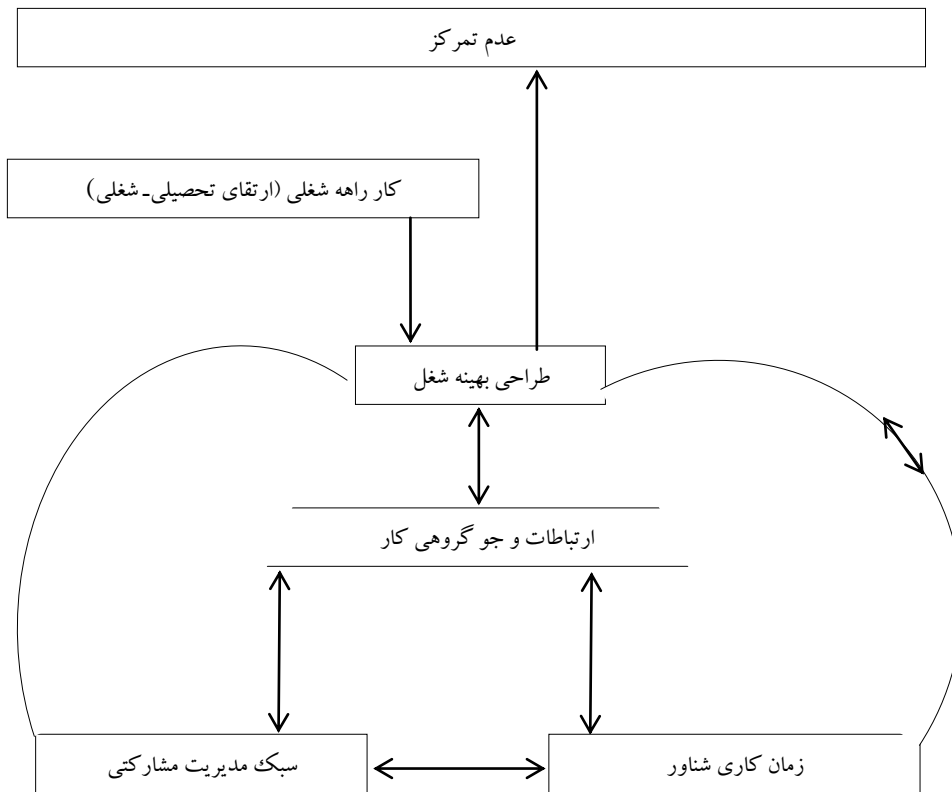 عدم تمرکز
کار راهه شغلی (ارتقای تحصیلی- شغلی)
طراحی بهینه شغل
ارتباطات و جو گروهی کار
زمان کاری شناور
سبک مدیریت مشارکتی